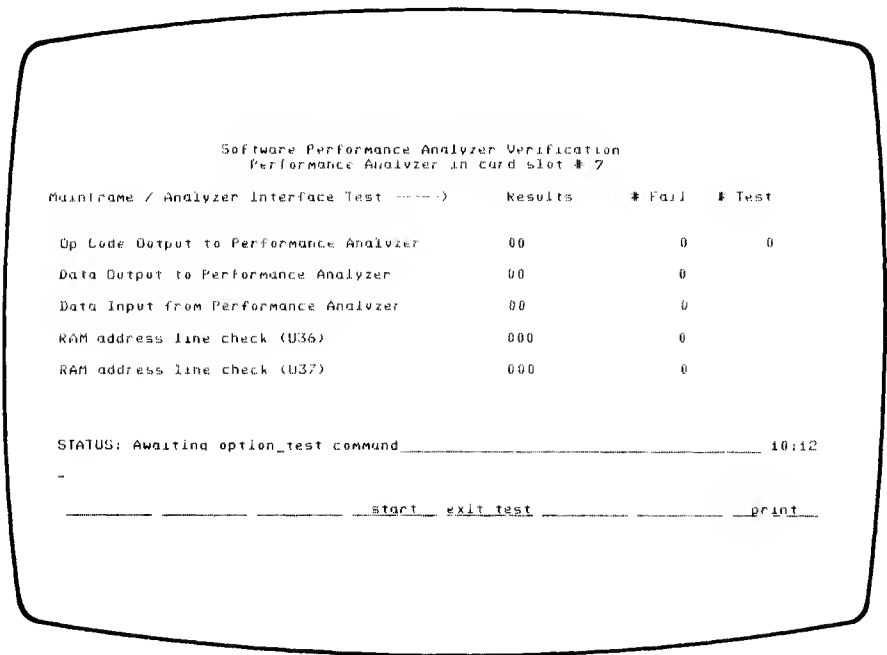 Software Performance Analyzer Verification
Performance Analyzer in card slot # 7
Mainframe / Analyzer Interface Test ----> Results # Fail # Test
Op Code Output to Performance Analyzer 00 0 0
Data Output to Performance Analyzer 00 0
Data Input from Performance Analyzer 00 0
RAM address line check (U36) 000 0
RAM address line check (U37) 000 0
STATUS: Awaiting option_test command 10:12
_
start exit test print